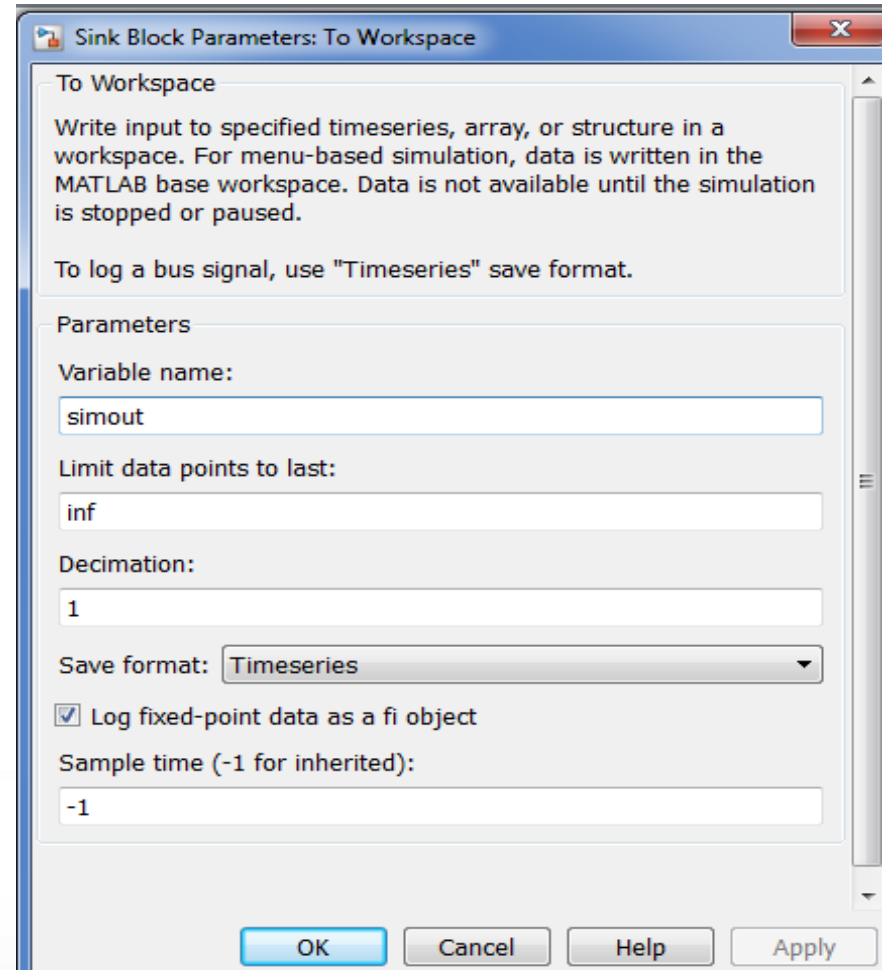 Sink Block Parameters: To Workspace
To Workspace
Write input to specified timeseries, array, or structure in a
workspace. For menu-based simulation, data is written in the
MATLAB base workspace. Data is not available until the simulation
is stopped or paused.
To log a bus signal, use "Timeseries" save format.
Parameters
Variable name:
simout
Limit data points to last:
inf
Decimation:
1
Save format: Timeseries
Log fixed-point data as a fi object
Sample time (-1 for inherited):
-1
OK Cancel Help Apply